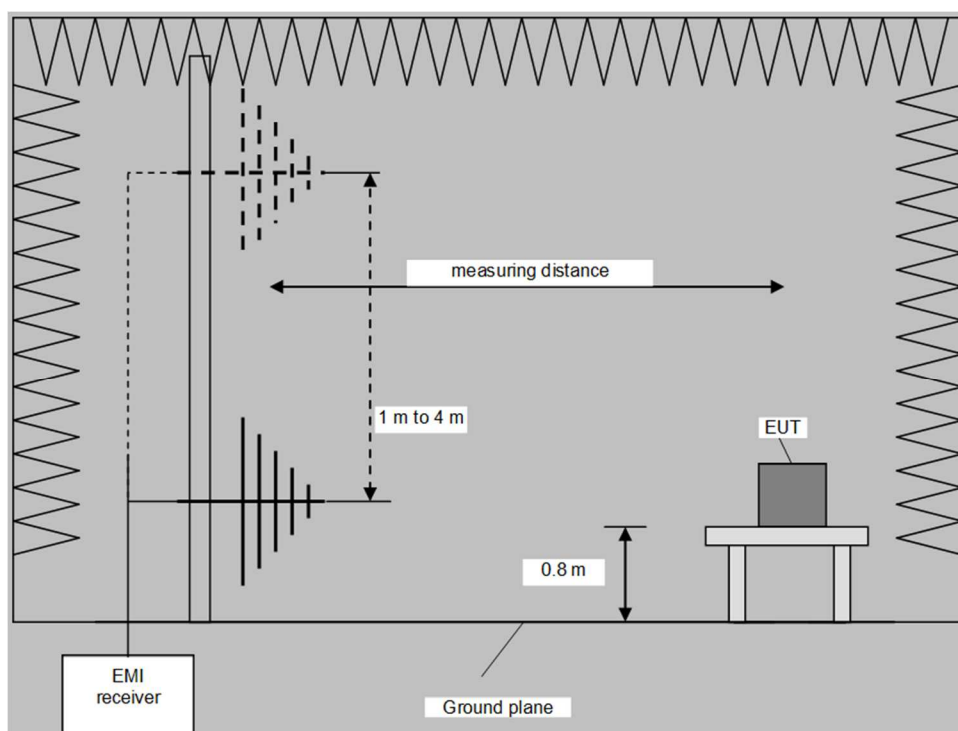 measuring distance
1 m to 4 m
EUT
0.8 m
EMI
receiver
Ground plane